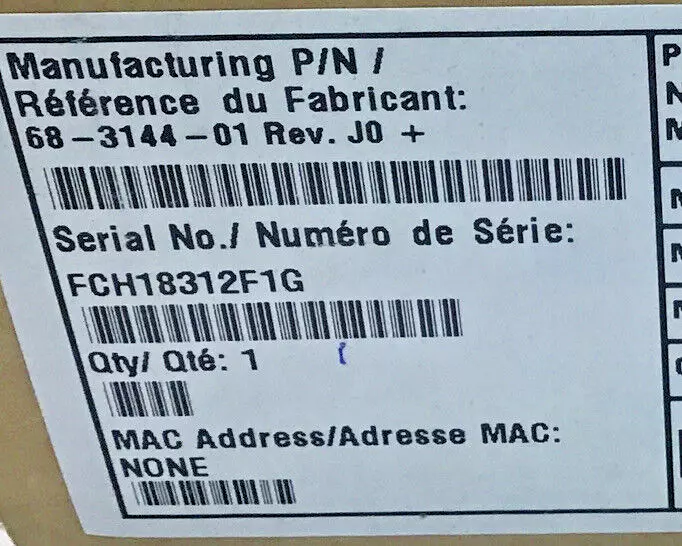 Manufacturing P/N /
Référence du Fabricant:
68-3144-01 Rev. J0 +
Serial No./ Numéro de Série:
FCH18312F1G
Qty/ Qté: 1
MAC Address/Adresse MAC:
NONE